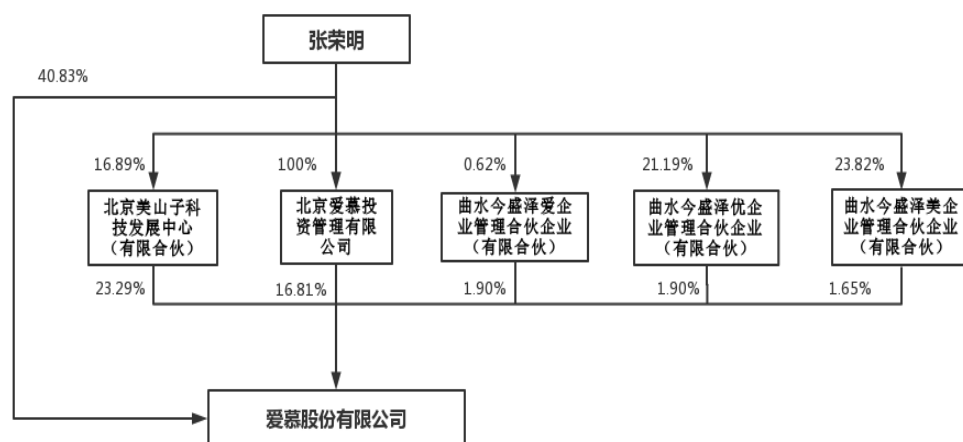 张荣明
40.83%
16.89%
100%
0.62%
21.19%
23.82%
北京美山子科
技发展中心
（有限合伙）
北京爱慕投
资管理有限
公司
曲水今盛泽爱企
业管理合伙企业
（有限合伙）
曲水今盛泽优企
业管理合伙企业
（有限合伙）
曲水今盛泽美企
业管理合伙企业
（有限合伙）
23.29%
16.81%
1.90%
1.90%
1.65%
爱慕股份有限公司